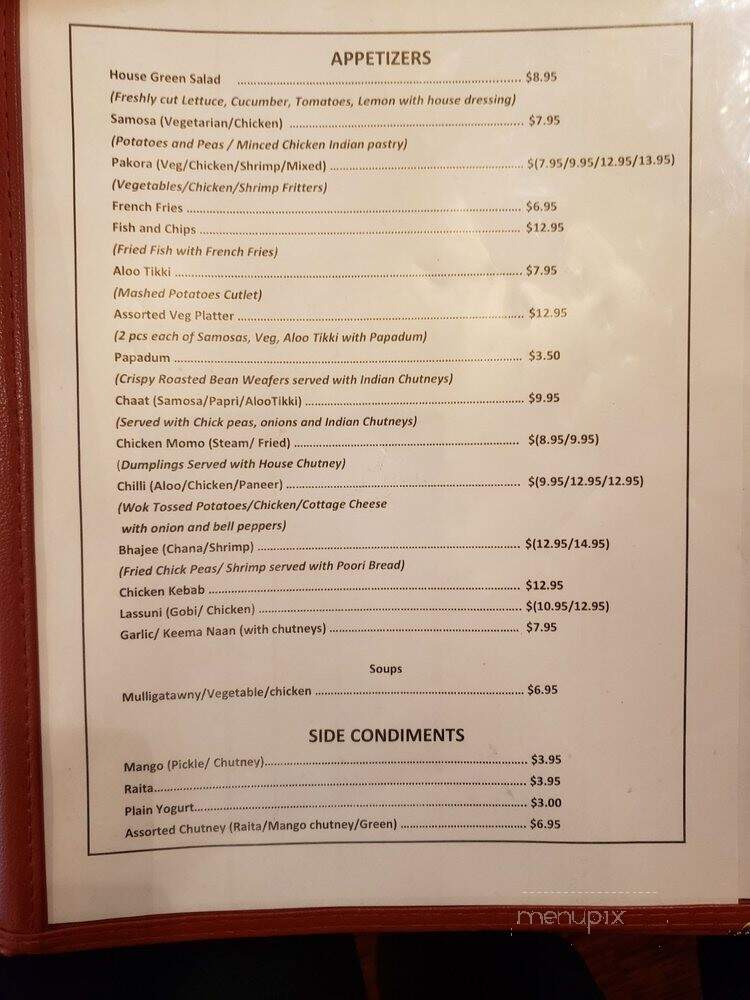 APPETIZERS
House Green Salad ........................ $8.95
(Freshly cut Lettuce, Cucumber, Tomatoes, Lemon with house dressing)
Samosa (Vegetarian/Chicken) ........................ $7.95
(Potatoes and Peas / Minced Chicken Indian pastry)
Pakora (Veg/Chicken/Shrimp/Mixed) ........................ $(7.95/9.95/12.95/13.95)
(Vegetables/Chicken/Shrimp Fritters)
French Fries ........................ $6.95
Fish and Chips ........................ $12.95
(Fried Fish with French Fries)
Aloo Tikki ........................ $7.95
(Mashed Potatoes Cutlet)
Assorted Veg Platter ........................ $12.95
(2 pcs each of Samosas, Veg, Aloo Tikki with Papadum)
Papadum ........................ $3.50
(Crispy Roasted Bean Weafers served with Indian Chutneys)
Chaat (Samosa/Papri/AlooTikki) ........................ $9.95
(Served with Chick peas, onions and Indian Chutneys)
Chicken Momo (Steam/ Fried) ........................ $(8.95/9.95)
(Dumplings Served with House Chutney)
Chilli (Aloo/Chicken/Paneer) ........................ $(9.95/12.95/12.95)
(Wok Tossed Potatoes/Chicken/Cottage Cheese
with onion and bell peppers)
Bhajee (Chana/Shrimp) ........................ $(12.95/14.95)
(Fried Chick Peas/ Shrimp served with Poori Bread)
Chicken Kebab ........................ $12.95
Lassuni (Gobi/ Chicken) ........................ $(10.95/12.95)
Garlic/ Keema Naan (with chutneys) ........................ $7.95
Soups
Mulligatawny/Vegetable/chicken ........................ $6.95
SIDE CONDIMENTS
Mango (Pickle/ Chutney)........................ $3.95
Raita........................ $3.95
Plain Yogurt........................ $3.00
Assorted Chutney (Raita/Mango chutney/Green) ........................ $6.95
menupix